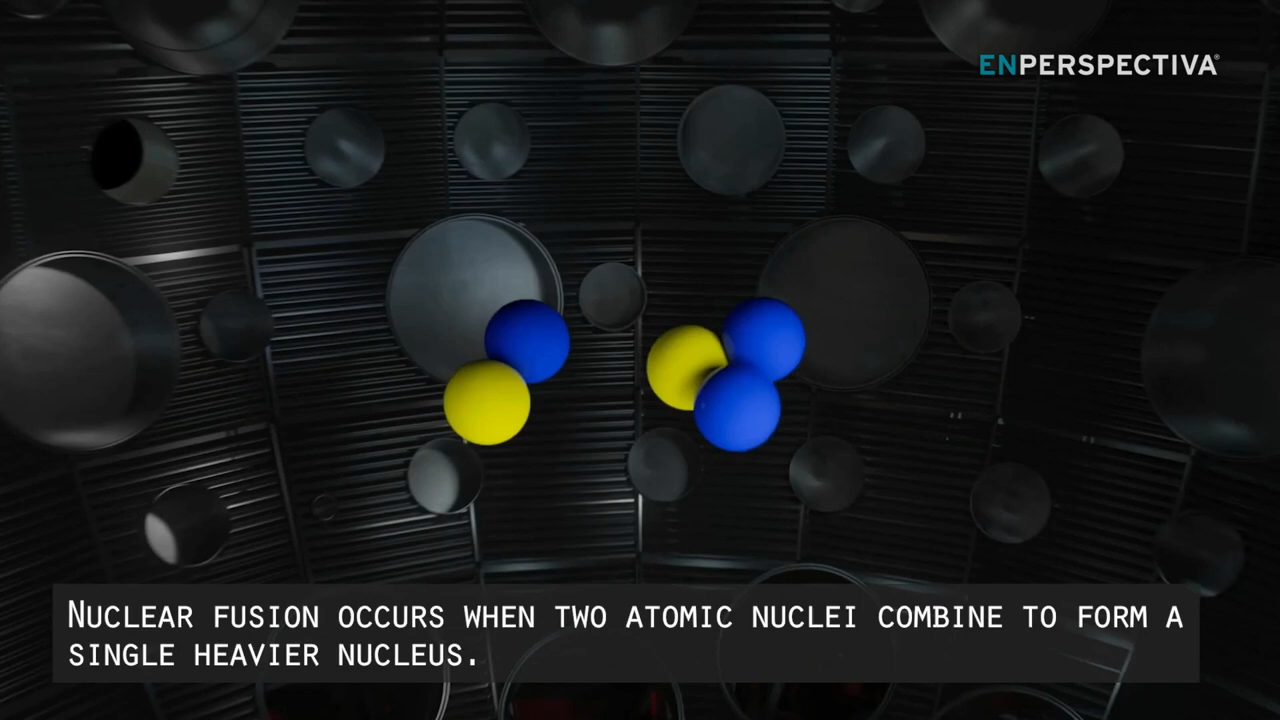 ENPERSPECTIVA®
NUCLEAR FUSION OCCURS WHEN TWO ATOMIC NUCLEI COMBINE TO FORM A
SINGLE HEAVIER NUCLEUS.